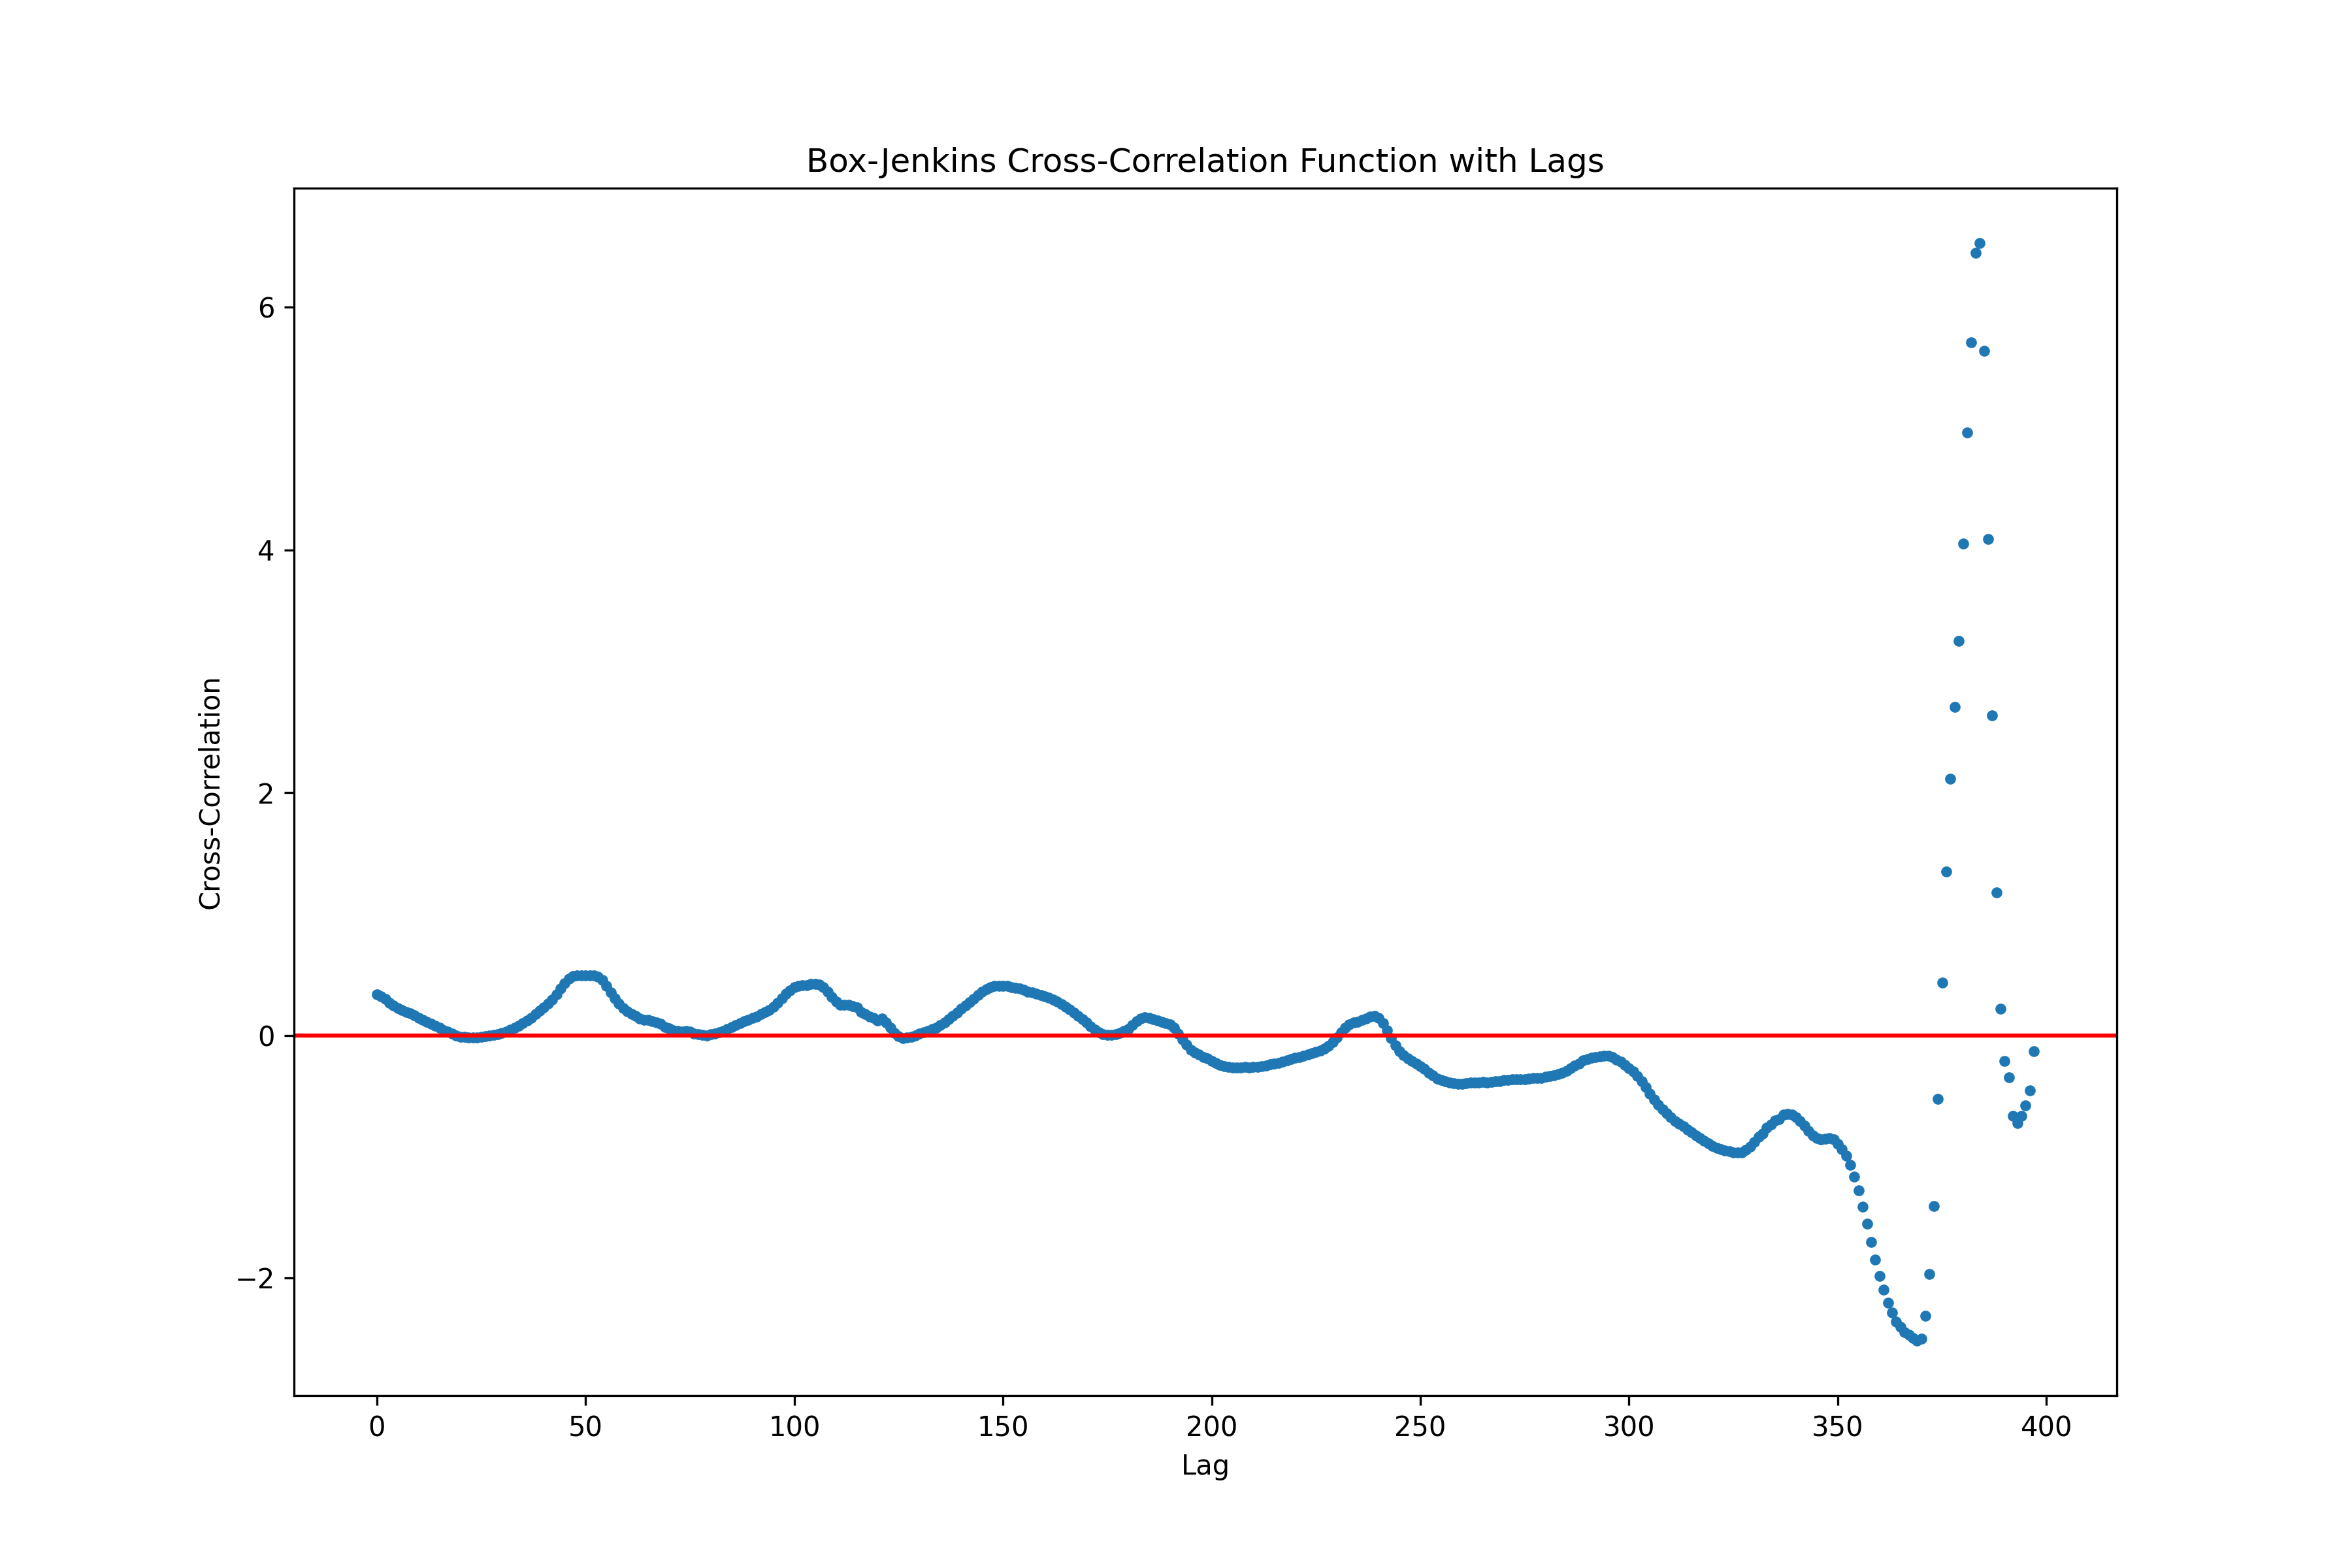 Box-Jenkins Cross-Correlation Function with Lags
6
4
2
0
−2
Cross-Correlation
0 50 100 150 200 250 300 350 400
Lag